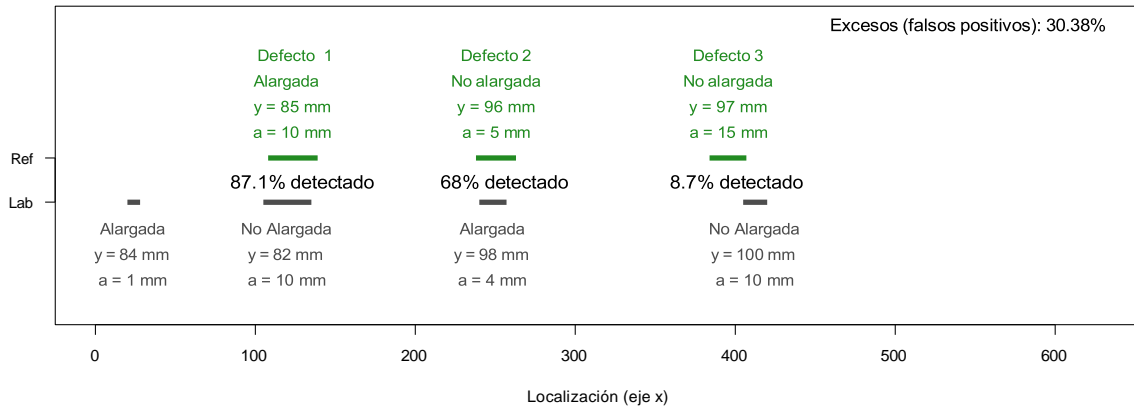 Excesos (falsos positivos): 30.38%
Defecto 1
Alargada
y = 85 mm
a = 10 mm
Defecto 2
No alargada
y = 96 mm
a = 5 mm
Defecto 3
No alargada
y = 97 mm
a = 15 mm
Ref
87.1% detectado
68% detectado
8.7% detectado
Lab
Alargada
y = 84 mm
a = 1 mm
No Alargada
y = 82 mm
a = 10 mm
Alargada
y = 98 mm
a = 4 mm
No Alargada
y = 100 mm
a = 10 mm
0 100 200 300 400 500 600
Localización (eje x)